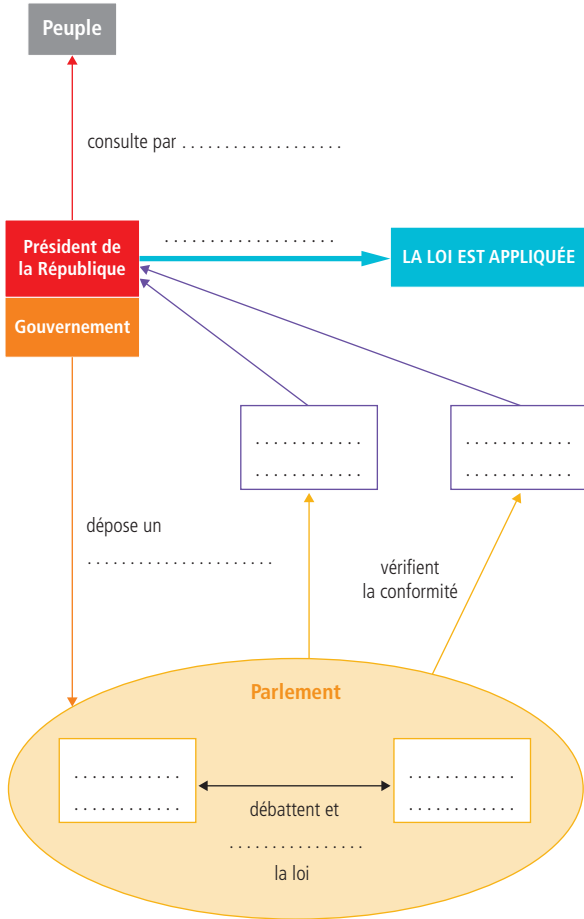 Peuple
consulte par . . . . . . . . . . . . . . . . . . .
Président de
la République
. . . . . . . . . . . . . . . . . . . .
LA LOI EST APPLIQUÉE
Gouvernement
. . . . . . . . . . . .
. . . . . . . . . . . .
. . . . . . . . . . . .
. . . . . . . . . . . .
dépose un
. . . . . . . . . . . . . . . . . . . . . .
vérifient
la conformité
Parlement
. . . . . . . . . . . .
. . . . . . . . . . . .
. . . . . . . . . . . .
. . . . . . . . . . . .
débattent et
. . . . . . . . . . . . . . . .
la loi